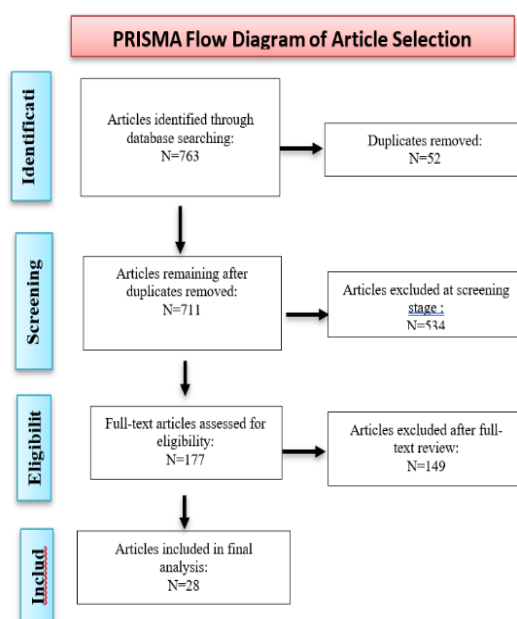 PRISMA Flow Diagram of Article Selection
Identificati
Articles identified through
database searching:
N=763
Duplicates removed:
N=52
Screening
Articles remaining after
duplicates removed:
N=711
Articles excluded at screening
stage :
N=534
Eligibilit
Full-text articles assessed for
eligibility:
N=177
Articles excluded after full-
text review:
N=149
Includ
Articles included in final
analysis:
N=28